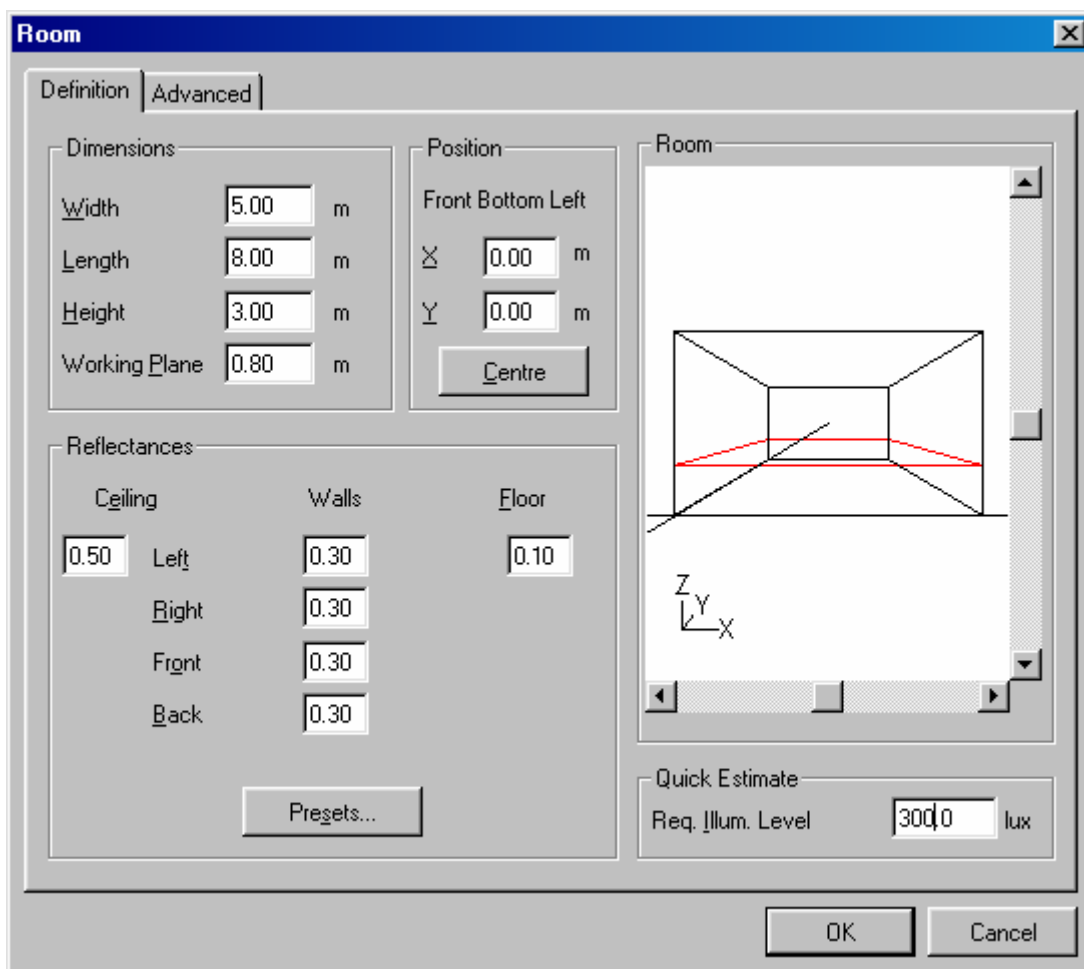 Room
Definition
Advanced
Dimensions
Width 5.00 m
Length 8.00 m
Height 3.00 m
Working Plane 0.80 m
Position
Front Bottom Left
X 0.00 m
Y 0.00 m
Centre
Reflectances
Ceiling Walls Floor
0.50 Left 0.30 0.10
Right 0.30
Front 0.30
Back 0.30
Presets...
Room
Z
Y
X
Quick Estimate
Req. Illum. Level 300.0 lux
OK
Cancel